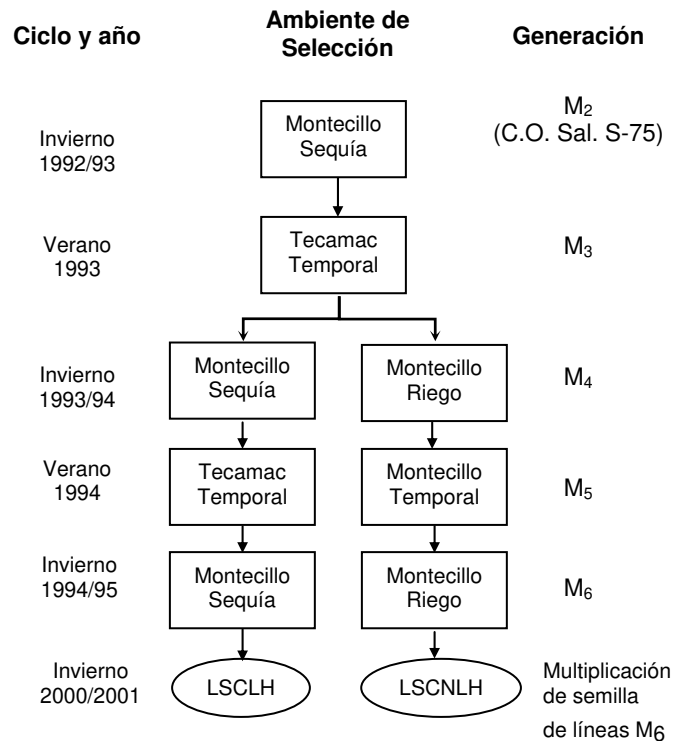 Ciclo y año
Ambiente de
Selección
Generación
Invierno
1992/93
Montecillo
Sequía
M2
(C.O. Sal. S-75)
Verano
1993
Tecamac
Temporal
M3
Invierno
1993/94
Montecillo
Sequía
Montecillo
Riego
M4
Verano
1994
Tecamac
Temporal
Montecillo
Temporal
M5
Invierno
1994/95
Montecillo
Sequía
Montecillo
Riego
M6
Invierno
2000/2001
LSCLH
LSCNLH
Multiplicación
de semilla
de líneas M6